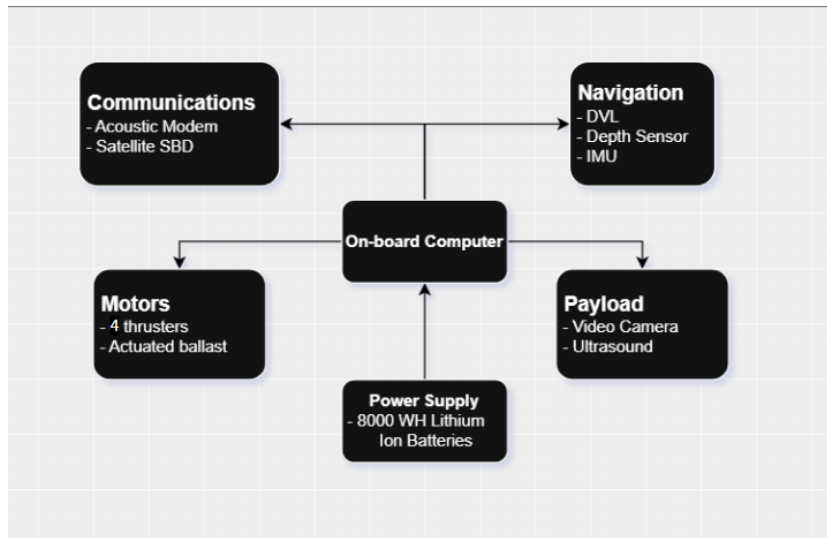 Communications
- Acoustic Modem
- Satellite SBD
Navigation
- DVL
- Depth Sensor
- IMU
On-board Computer
Motors
- 4 thrusters
- Actuated ballast
Payload
- Video Camera
- Ultrasound
Power Supply
- 8000 WH Lithium
Ion Batteries